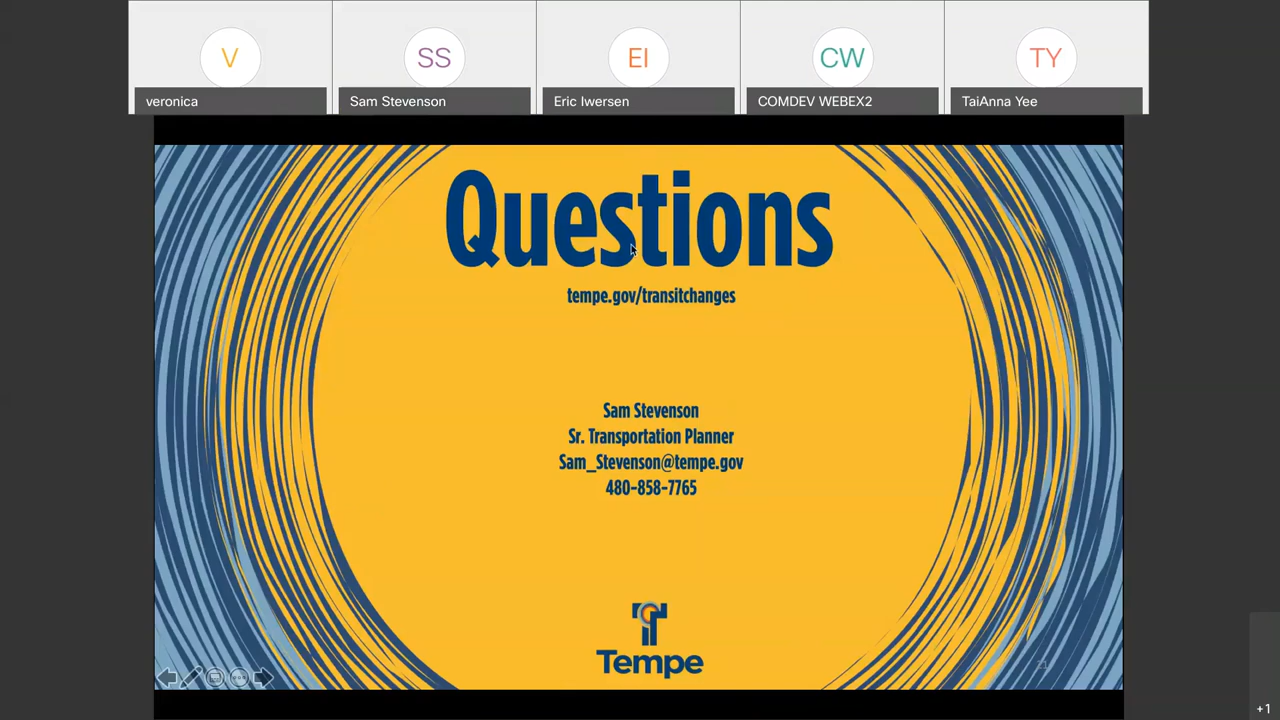 V
SS
EI
CW
TY
veronica
Sam Stevenson
Eric Iwersen
COMDEV WEBEX2
TaiAnna Yee
Questions
tempe.gov/transitchanges
Sam Stevenson
Sr. Transportation Planner
Sam_Stevenson@tempe.gov
480-858-7765
Tempe
21
+1